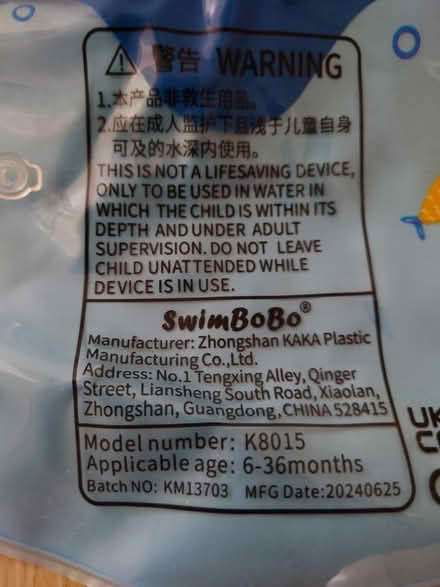 警告 WARNING
1.本产品非救生用品。
2.应在成人监护下且浅于儿童自身
可及的水深内使用。
THIS IS NOT A LIFESAVING DEVICE,
ONLY TO BE USED IN WATER IN
WHICH THE CHILD IS WITHIN ITS
DEPTH AND UNDER ADULT
SUPERVISION. DO NOT LEAVE
CHILD UNATTENDED WHILE
DEVICE IS IN USE.
SwimBoBo®
Manufacturer: Zhongshan KAKA Plastic
Manufacturing Co.,Ltd.
Address: No.1 Tengxing Alley, Qinger
Street, Liansheng South Road, Xiaolan,
Zhongshan, Guangdong, CHINA 528415
UK
C
Model number: K8015
Applicable age: 6-36months
Batch NO: KM13703 MFG Date:20240625